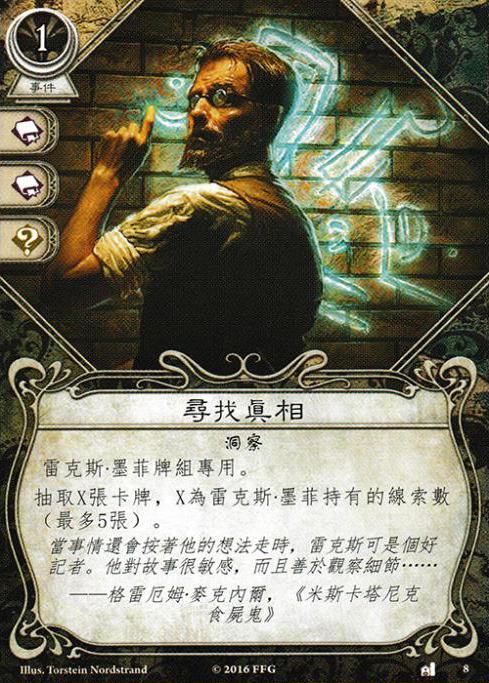 1
事件
?
尋找真相
洞察
雷克斯·墨菲牌組專用。
抽取X張卡牌，X為雷克斯·墨菲持有的線索數
（最多5張）。
當事情還會按著他的想法走時，雷克斯可是個好
記者。他對故事很敏感，而且善於觀察細節……
——格雷厄姆·麥克內爾，《米斯卡塔尼克
食屍鬼》
Illus. Torstein Nordstrand
© 2016 FFG
8